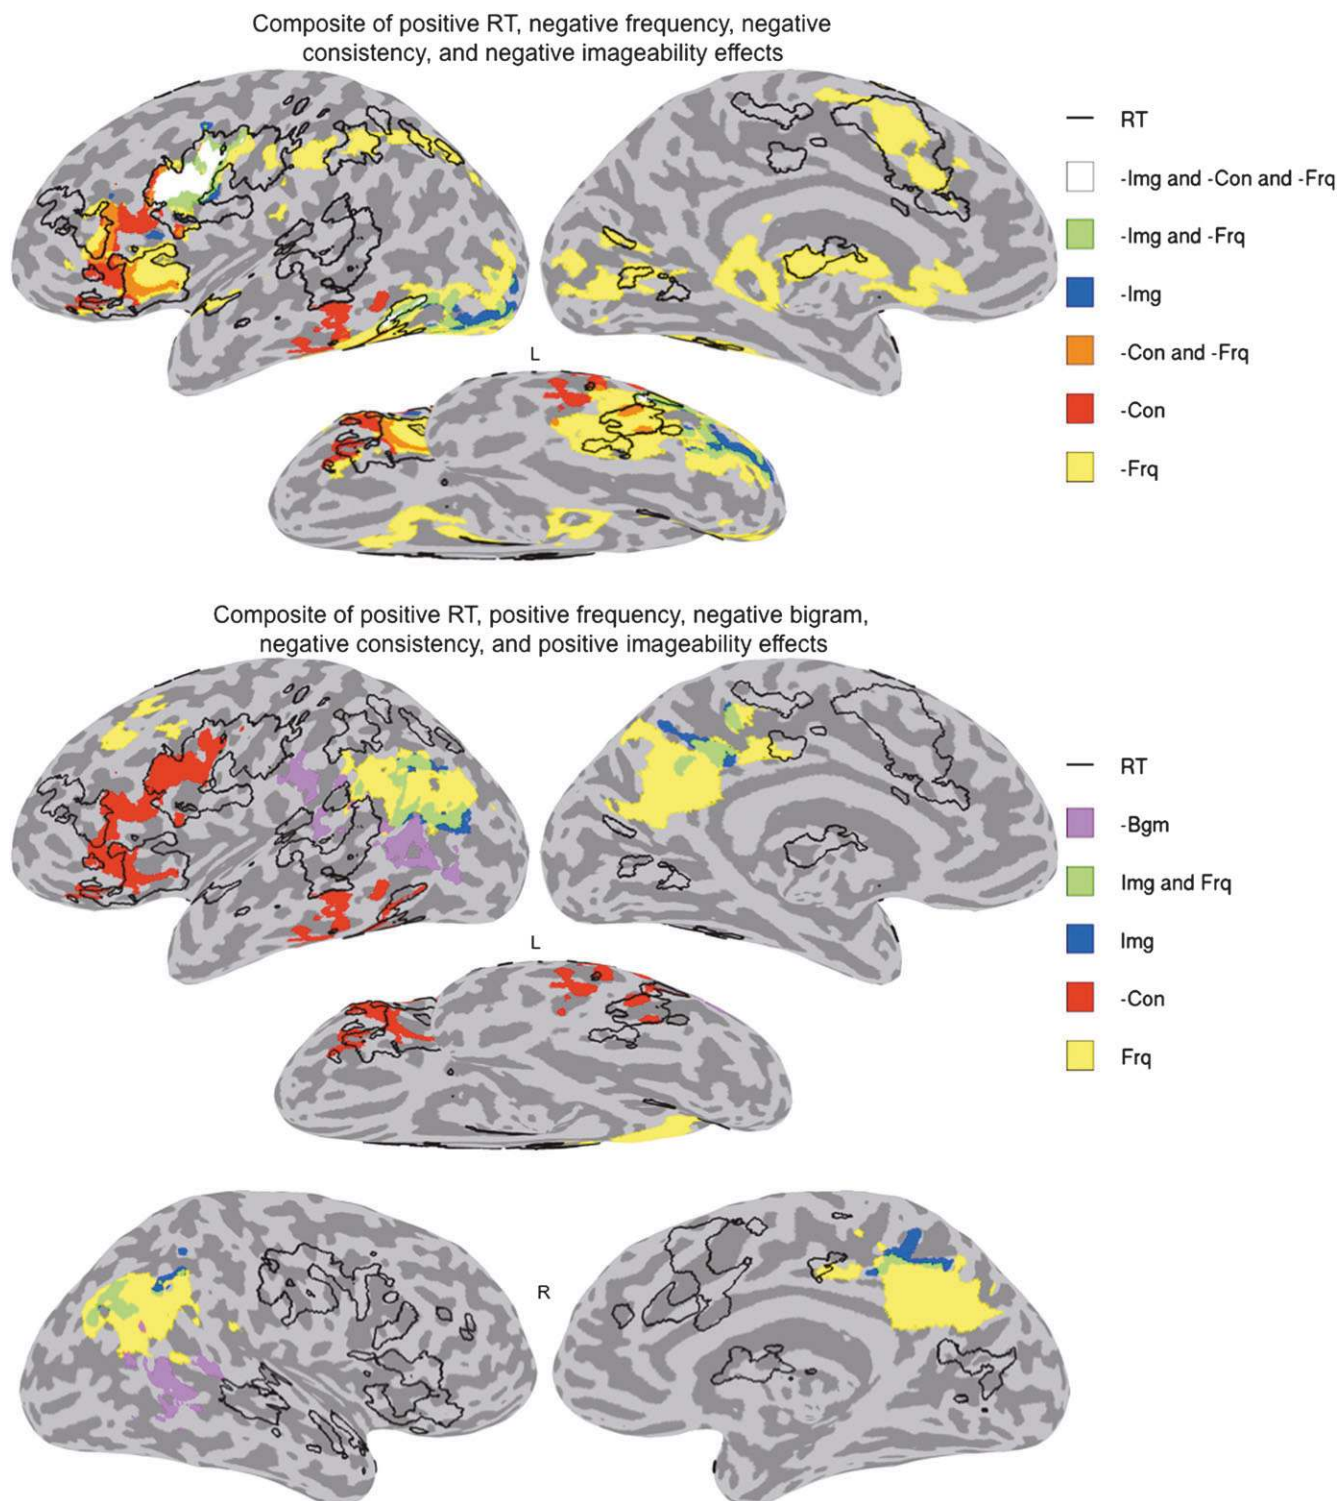 Composite of positive RT, negative frequency, negative
consistency, and negative imageability effects
RT
-Img and -Con and -Frq
-Img and -Frq
-Img
-Con and -Frq
-Con
-Frq
L
Composite of positive RT, positive frequency, negative bigram,
negative consistency, and positive imageability effects
RT
-Bgm
Img and Frq
Img
-Con
Frq
L
R